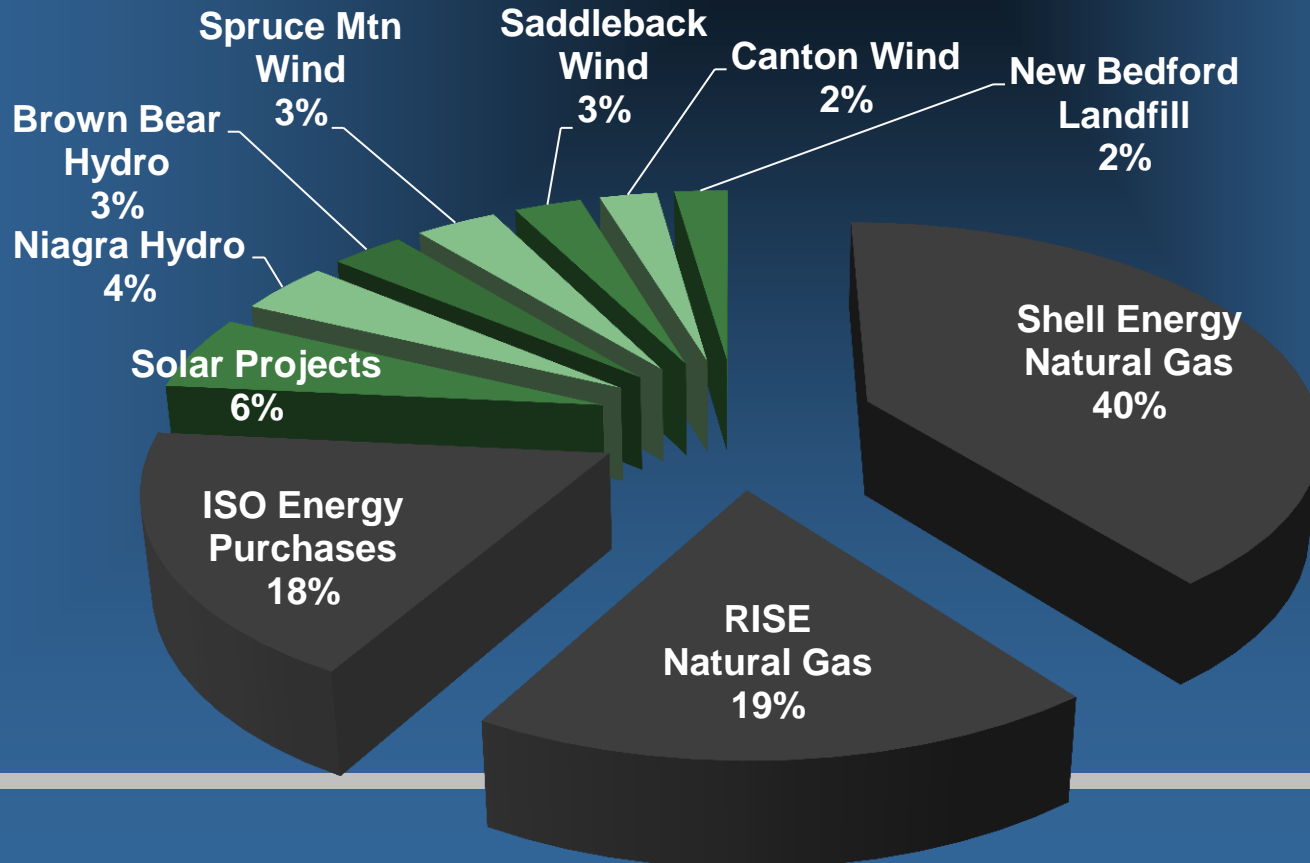 Spruce Mtn
Wind
3%
Saddleback
Wind
3%
Canton Wind
2%
New Bedford
Landfill
2%
Brown Bear
Hydro
3%
Niagra Hydro
4%
Solar Projects
6%
Shell Energy
Natural Gas
40%
ISO Energy
Purchases
18%
RISE
Natural Gas
19%